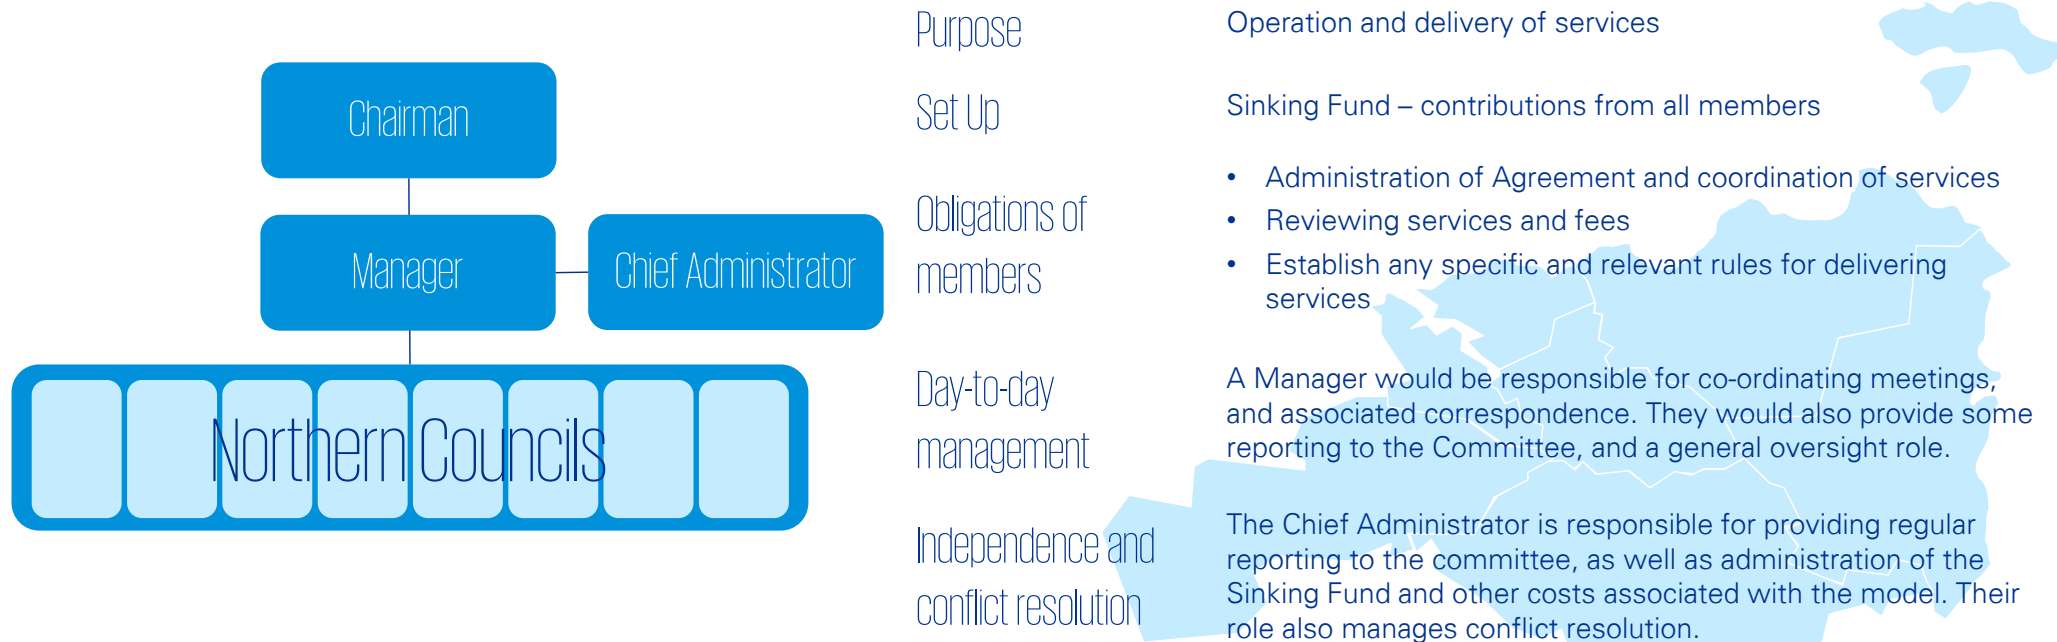 Chairman
Manager
Chief Administrator
Northern Councils
Purpose
Operation and delivery of services
Set Up
Sinking Fund – contributions from all members
Obligations of
members
• Administration of Agreement and coordination of services
• Reviewing services and fees
• Establish any specific and relevant rules for delivering
services
Day-to-day
management
A Manager would be responsible for co-ordinating meetings,
and associated correspondence. They would also provide some
reporting to the Committee, and a general oversight role.
Independence and
conflict resolution
The Chief Administrator is responsible for providing regular
reporting to the committee, as well as administration of the
Sinking Fund and other costs associated with the model. Their
role also manages conflict resolution.